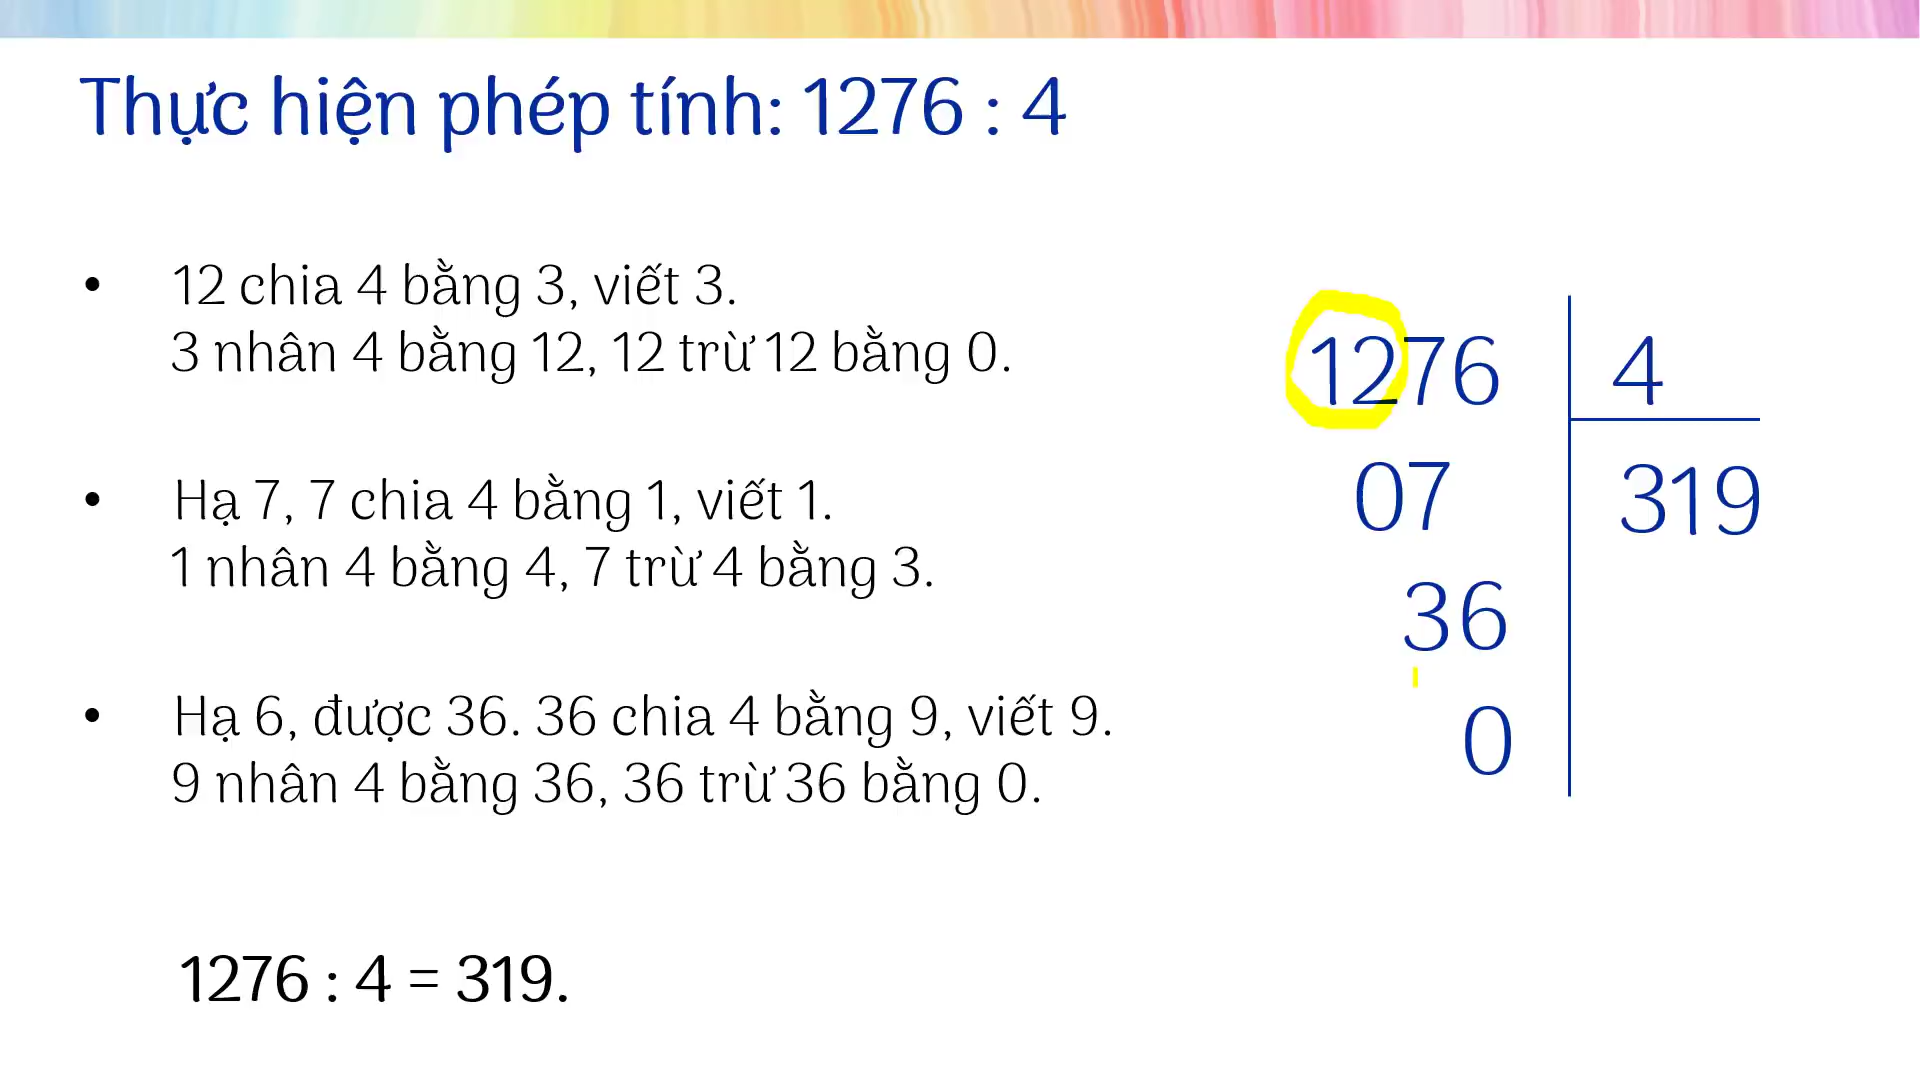 Thực hiện phép tính: 1276 : 4
• 12 chia 4 bằng 3, viết 3.
3 nhân 4 bằng 12, 12 trừ 12 bằng 0.
• Hạ 7, 7 chia 4 bằng 1, viết 1.
1 nhân 4 bằng 4, 7 trừ 4 bằng 3.
• Hạ 6, được 36. 36 chia 4 bằng 9, viết 9.
9 nhân 4 bằng 36, 36 trừ 36 bằng 0.
1276 : 4 = 319.
1276 4
07 319
36
0